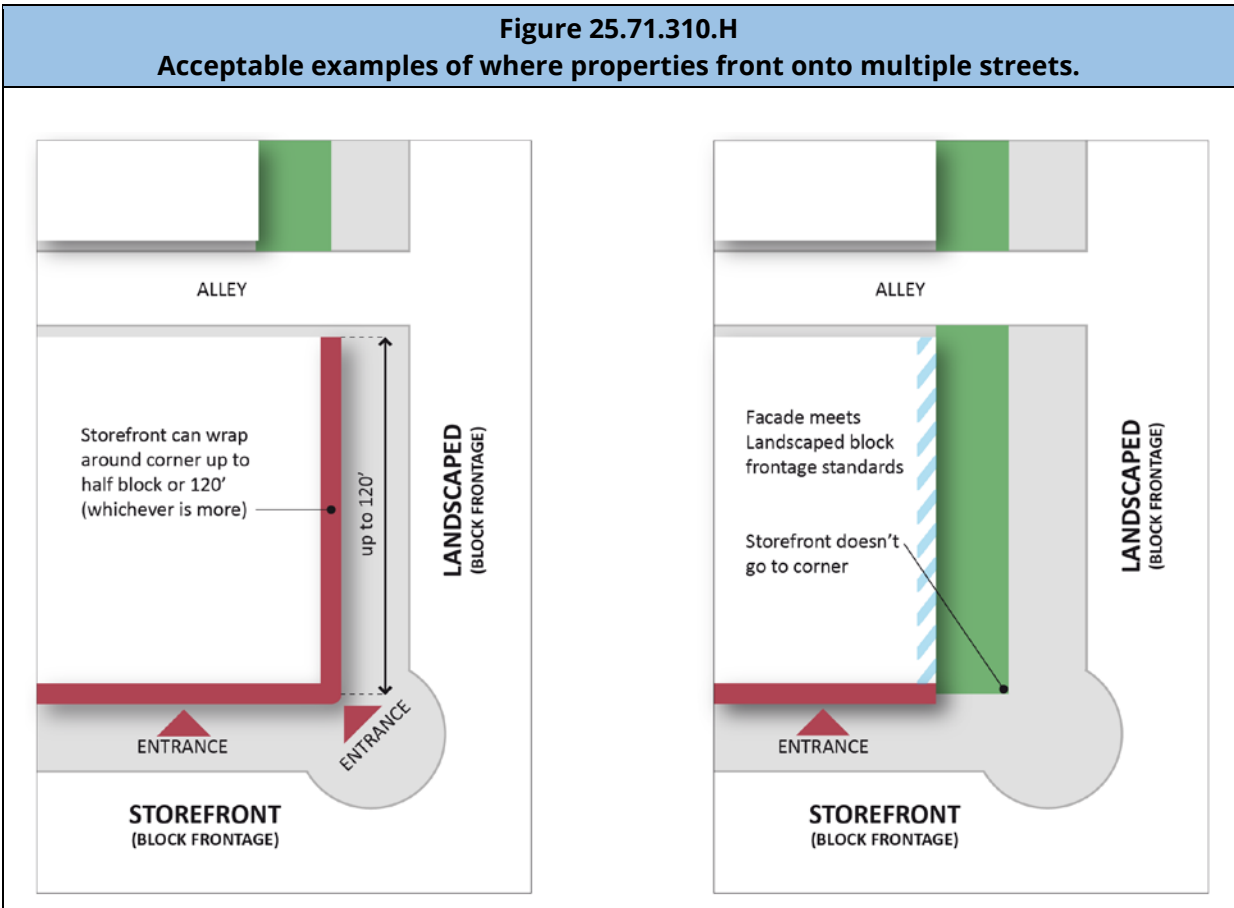 Figure 25.71.310.H
Acceptable examples of where properties front onto multiple streets.
ALLEY
Storefront can wrap
around corner up to
half block or 120’
(whichever is more)
up to 120’
LANDSCAPED
(BLOCK FRONTAGE)
ENTRANCE
ENTRANCE
STOREFRONT
(BLOCK FRONTAGE)
ALLEY
Facade meets
Landscaped block
frontage standards
Storefront doesn’t
go to corner
LANDSCAPED
(BLOCK FRONTAGE)
ENTRANCE
STOREFRONT
(BLOCK FRONTAGE)